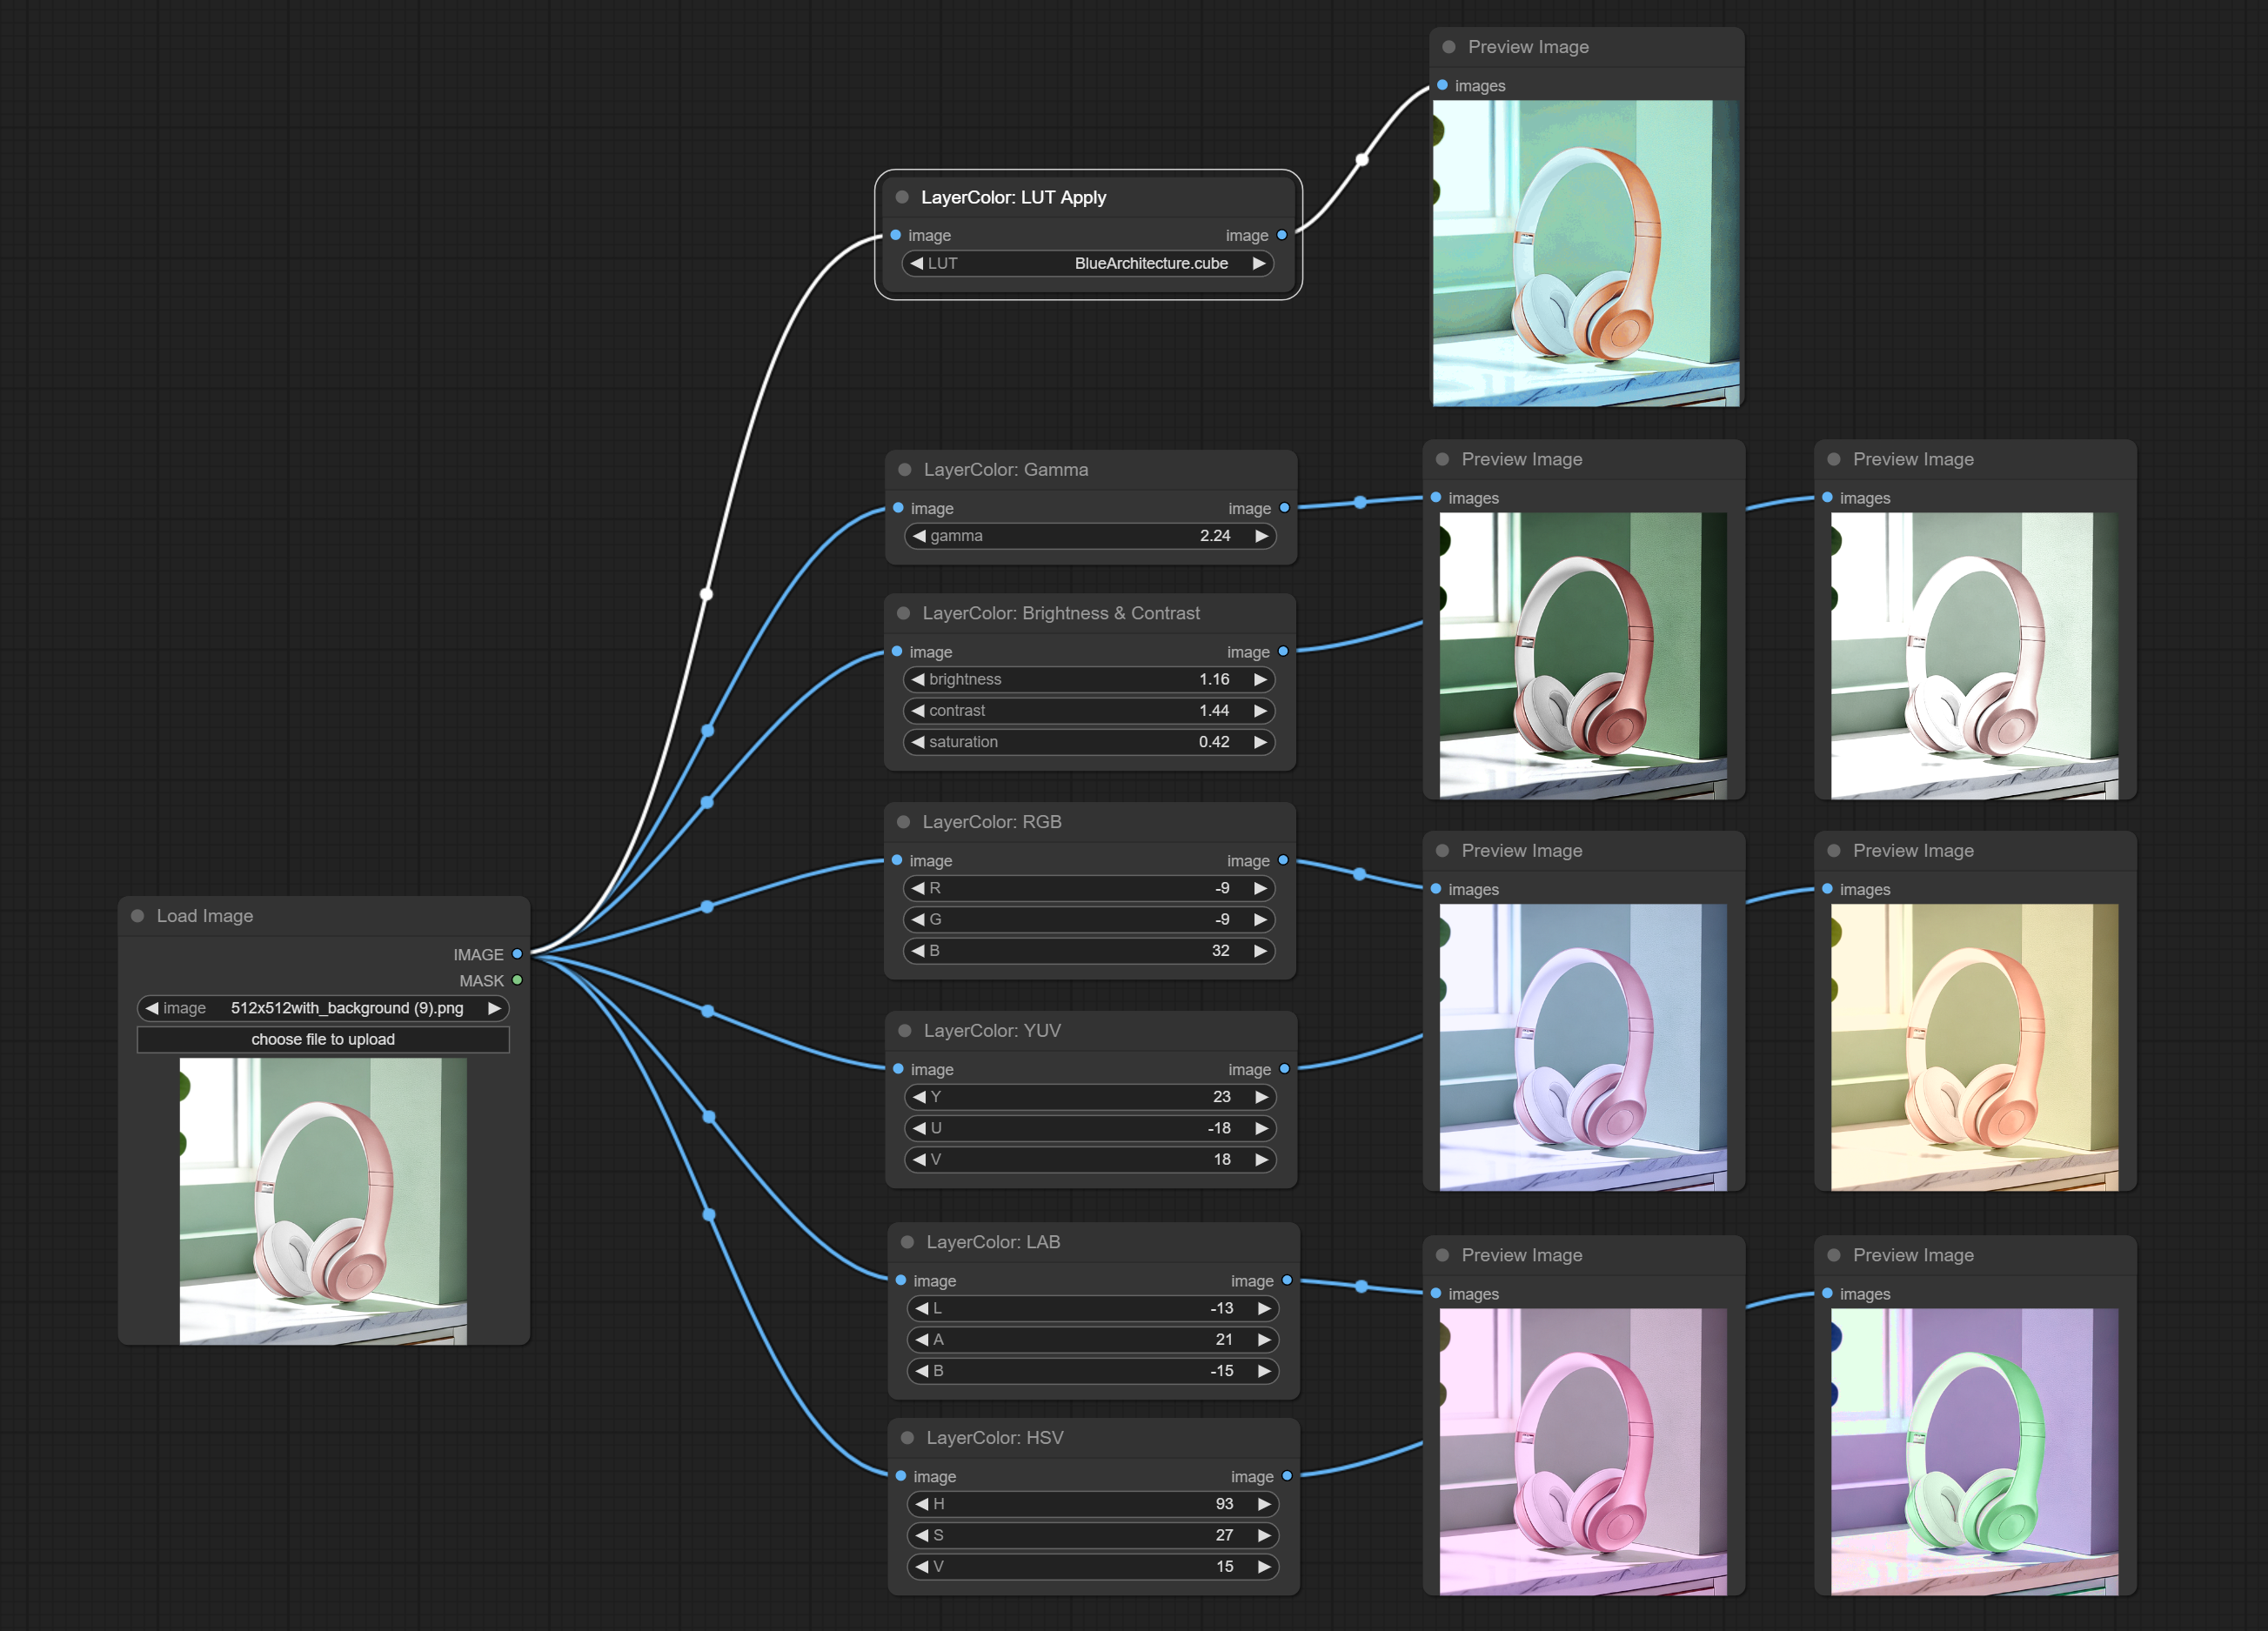 Preview Image
images
LayerColor: LUT Apply
image image
LUT BlueArchitecture.cube
LayerColor: Gamma
image image
gamma 2.24
Preview Image
images
Preview Image
images
LayerColor: Brightness & Contrast
image image
brightness 1.16
contrast 1.44
saturation 0.42
LayerColor: RGB
image image
R -9
G -9
B 32
Preview Image
images
Preview Image
images
Load Image
IMAGE
MASK
image 512x512with_background (9).png
choose file to upload
LayerColor: YUV
image image
Y 23
U -18
V 18
LayerColor: LAB
image image
L -13
A 21
B -15
Preview Image
images
Preview Image
images
LayerColor: HSV
image image
H 93
S 27
V 15